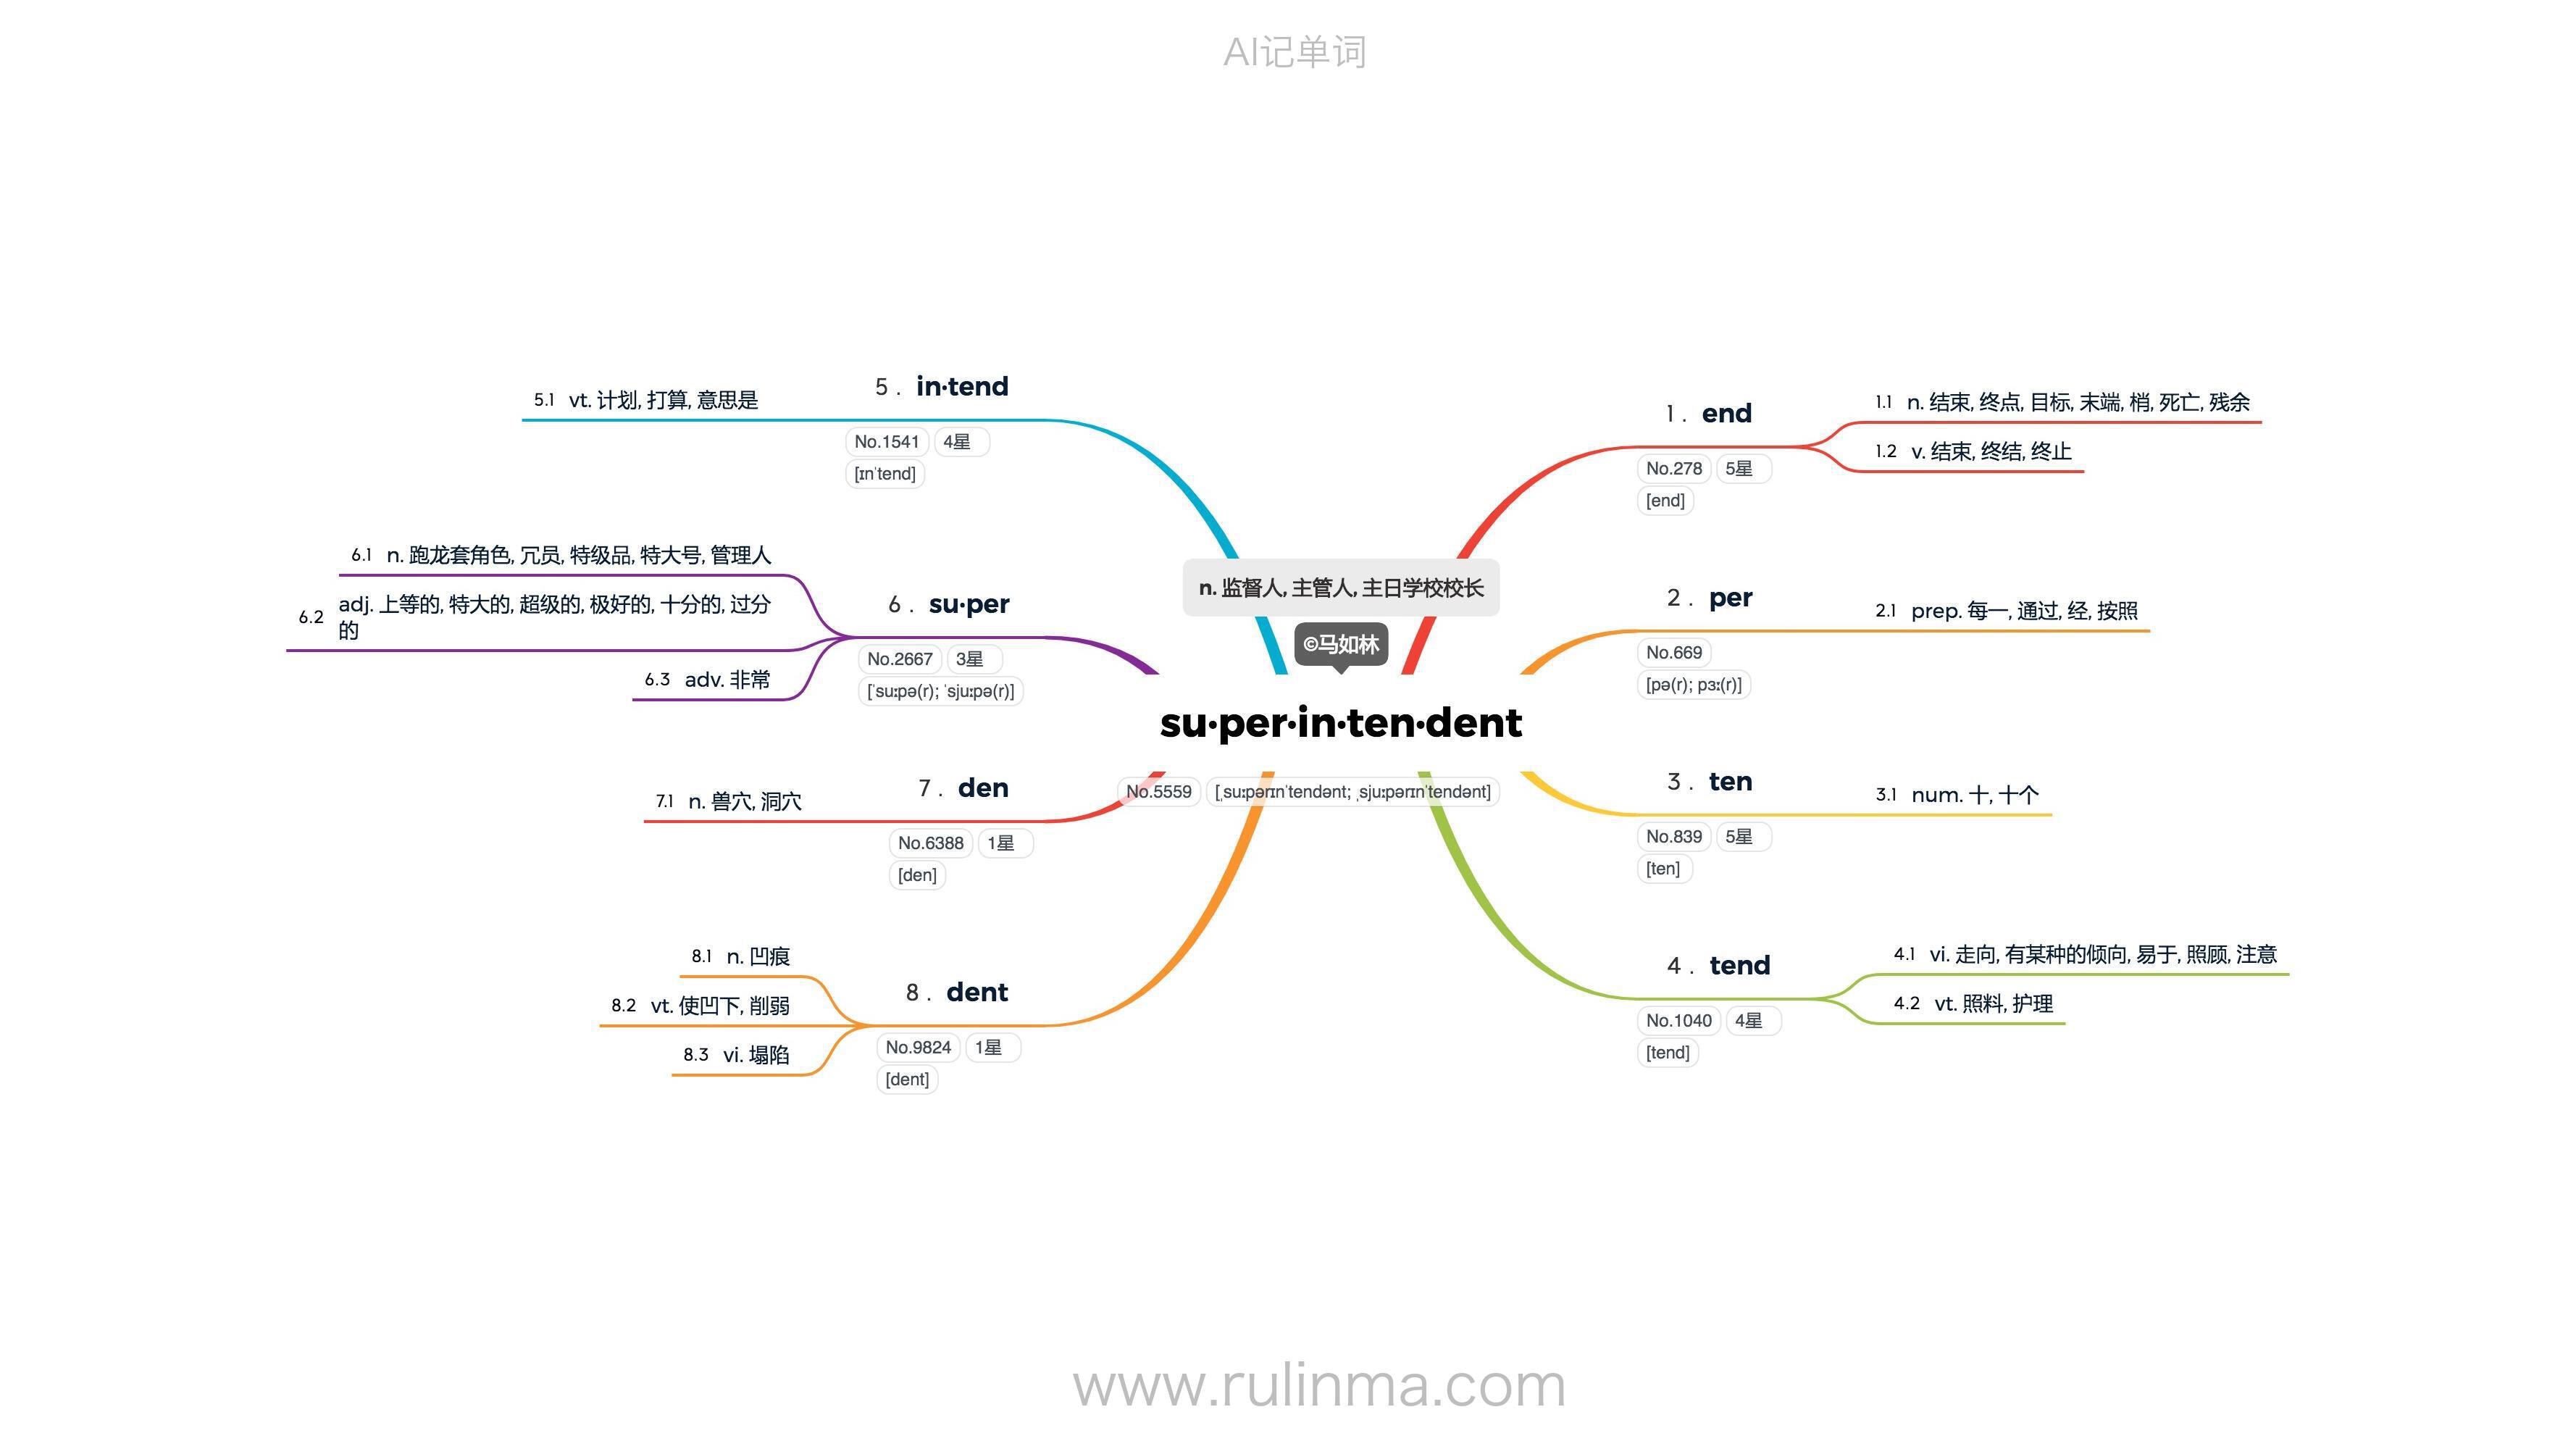 AI记单词
n. 监督人, 主管人, 主日学校校长
©马如林
su·per·in·ten·dent
No.5559 [ˌsuːpərɪnˈtendənt; ˌsjuːpərɪnˈtendənt]
1 . end
No.278 5星
[end]
1.1 n. 结束, 终点, 目标, 末端, 梢, 死亡, 残余
1.2 v. 结束, 终结, 终止
2 . per
No.669
[pə(r); pɜː(r)]
2.1 prep. 每一, 通过, 经, 按照
3 . ten
No.839 5星
[ten]
3.1 num. 十, 十个
4 . tend
No.1040 4星
[tend]
4.1 vi. 走向, 有某种的倾向, 易于, 照顾, 注意
4.2 vt. 照料, 护理
5 . in·tend
No.1541 4星
[ɪnˈtend]
5.1 vt. 计划, 打算, 意思是
6 . su·per
No.2667 3星
[ˈsuːpə(r); ˈsjuːpə(r)]
6.1 n. 跑龙套角色, 冗员, 特级品, 特大号, 管理人
6.2 adj. 上等的, 特大的, 超级的, 极好的, 十分的, 过分
的
6.3 adv. 非常
7 . den
No.6388 1星
[den]
7.1 n. 兽穴, 洞穴
8 . dent
No.9824 1星
[dent]
8.1 n. 凹痕
8.2 vt. 使凹下, 削弱
8.3 vi. 塌陷
www.rulinma.com